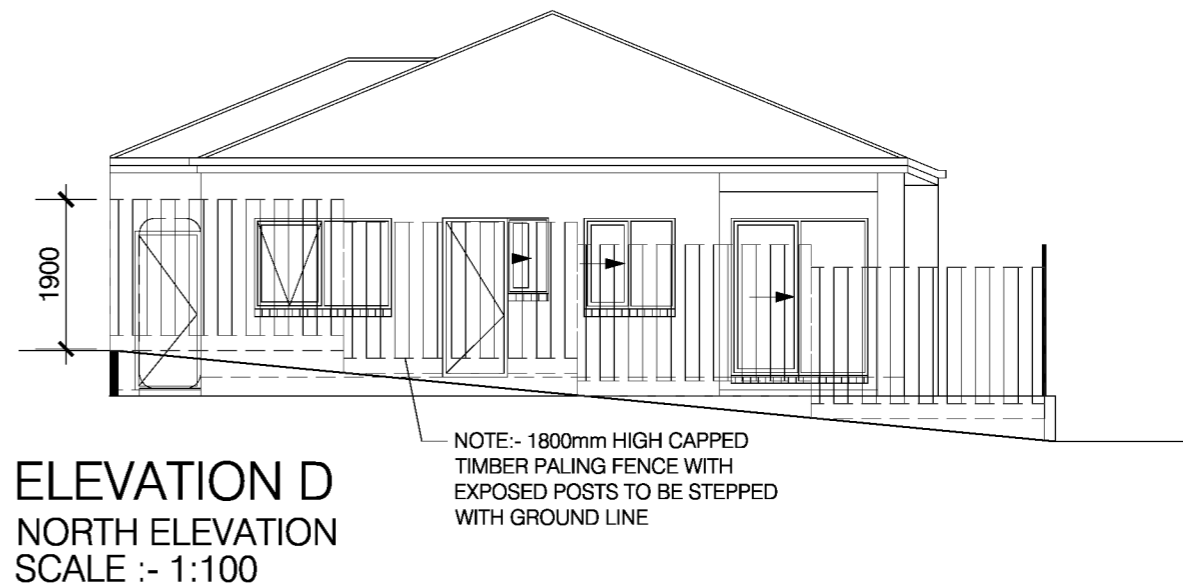 1900
NOTE:- 1800mm HIGH CAPPED
TIMBER PALING FENCE WITH
EXPOSED POSTS TO BE STEPPED
WITH GROUND LINE
ELEVATION D
NORTH ELEVATION
SCALE :- 1:100